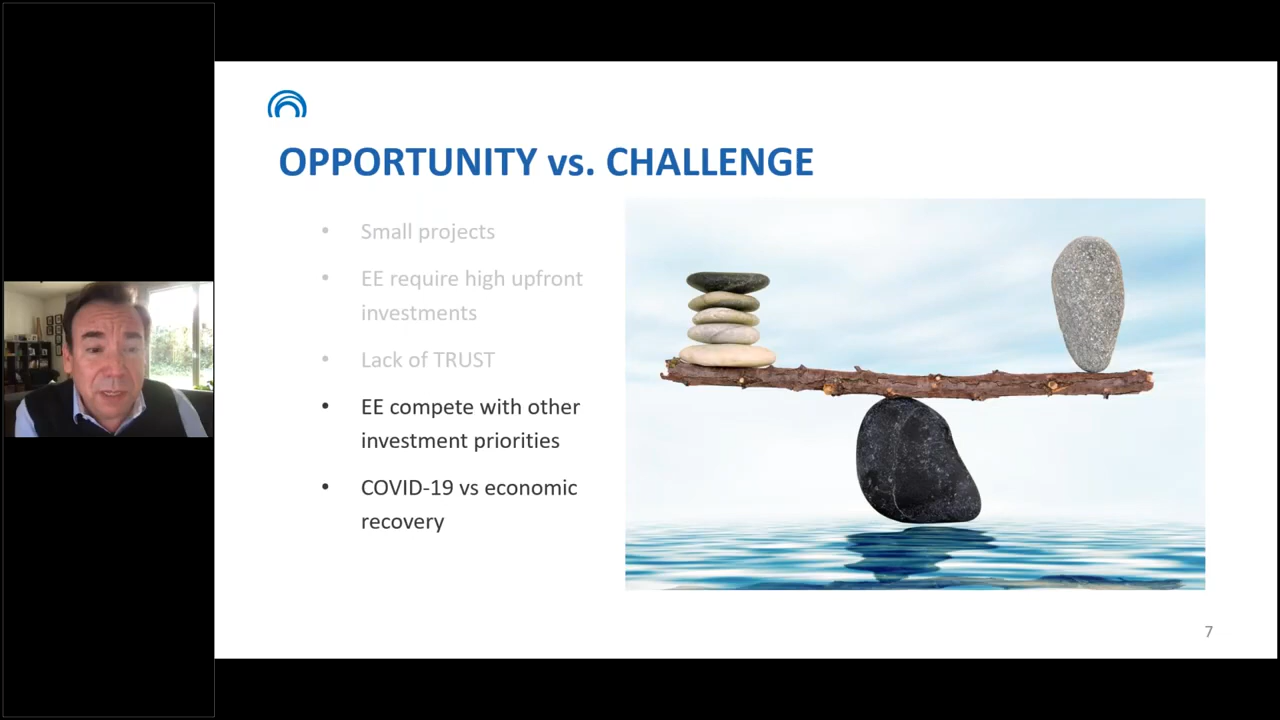 OPPORTUNITY vs. CHALLENGE
• Small projects
• EE require high upfront
investments
• Lack of TRUST
• EE compete with other
investment priorities
• COVID-19 vs economic
recovery
7